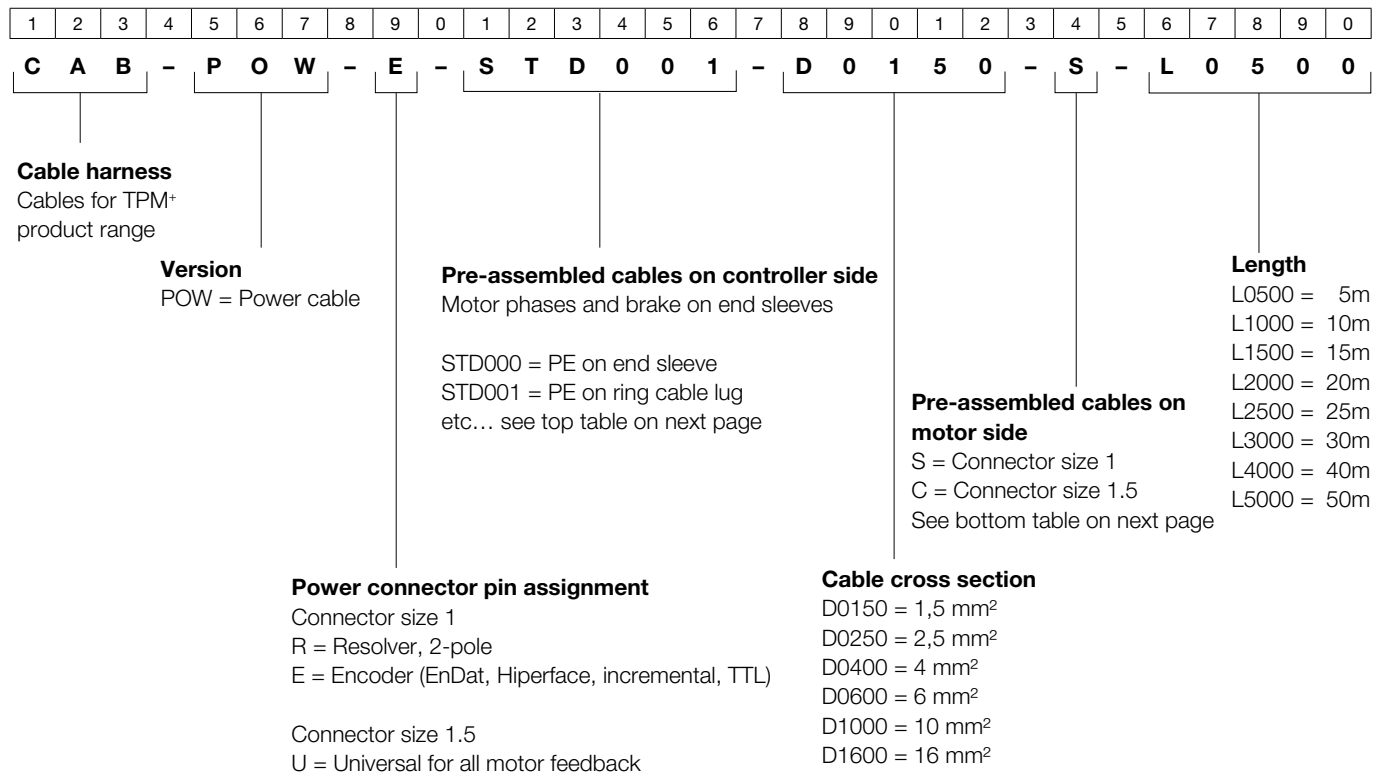 1 2 3 4 5 6 7 8 9 0 1 2 3 4 5 6 7 8 9 0 1 2 3 4 5 6 7 8 9 0
C A B – P O W – E – S T D 0 0 1 – D 0 1 5 0 – S – L 0 5 0 0
Cable harness
Cables for TPM+
product range
Version
POW = Power cable
Power connector pin assignment
Connector size 1
R = Resolver, 2-pole
E = Encoder (EnDat, Hiperface, incremental, TTL)
Connector size 1.5
U = Universal for all motor feedback
Pre-assembled cables on controller side
Motor phases and brake on end sleeves
STD000 = PE on end sleeve
STD001 = PE on ring cable lug
etc… see top table on next page
Cable cross section
D0150 = 1,5 mm²
D0250 = 2,5 mm²
D0400 = 4 mm²
D0600 = 6 mm²
D1000 = 10 mm²
D1600 = 16 mm²
Pre-assembled cables on
motor side
S = Connector size 1
C = Connector size 1.5
See bottom table on next page
Length
L0500 = 5m
L1000 = 10m
L1500 = 15m
L2000 = 20m
L2500 = 25m
L3000 = 30m
L4000 = 40m
L5000 = 50m